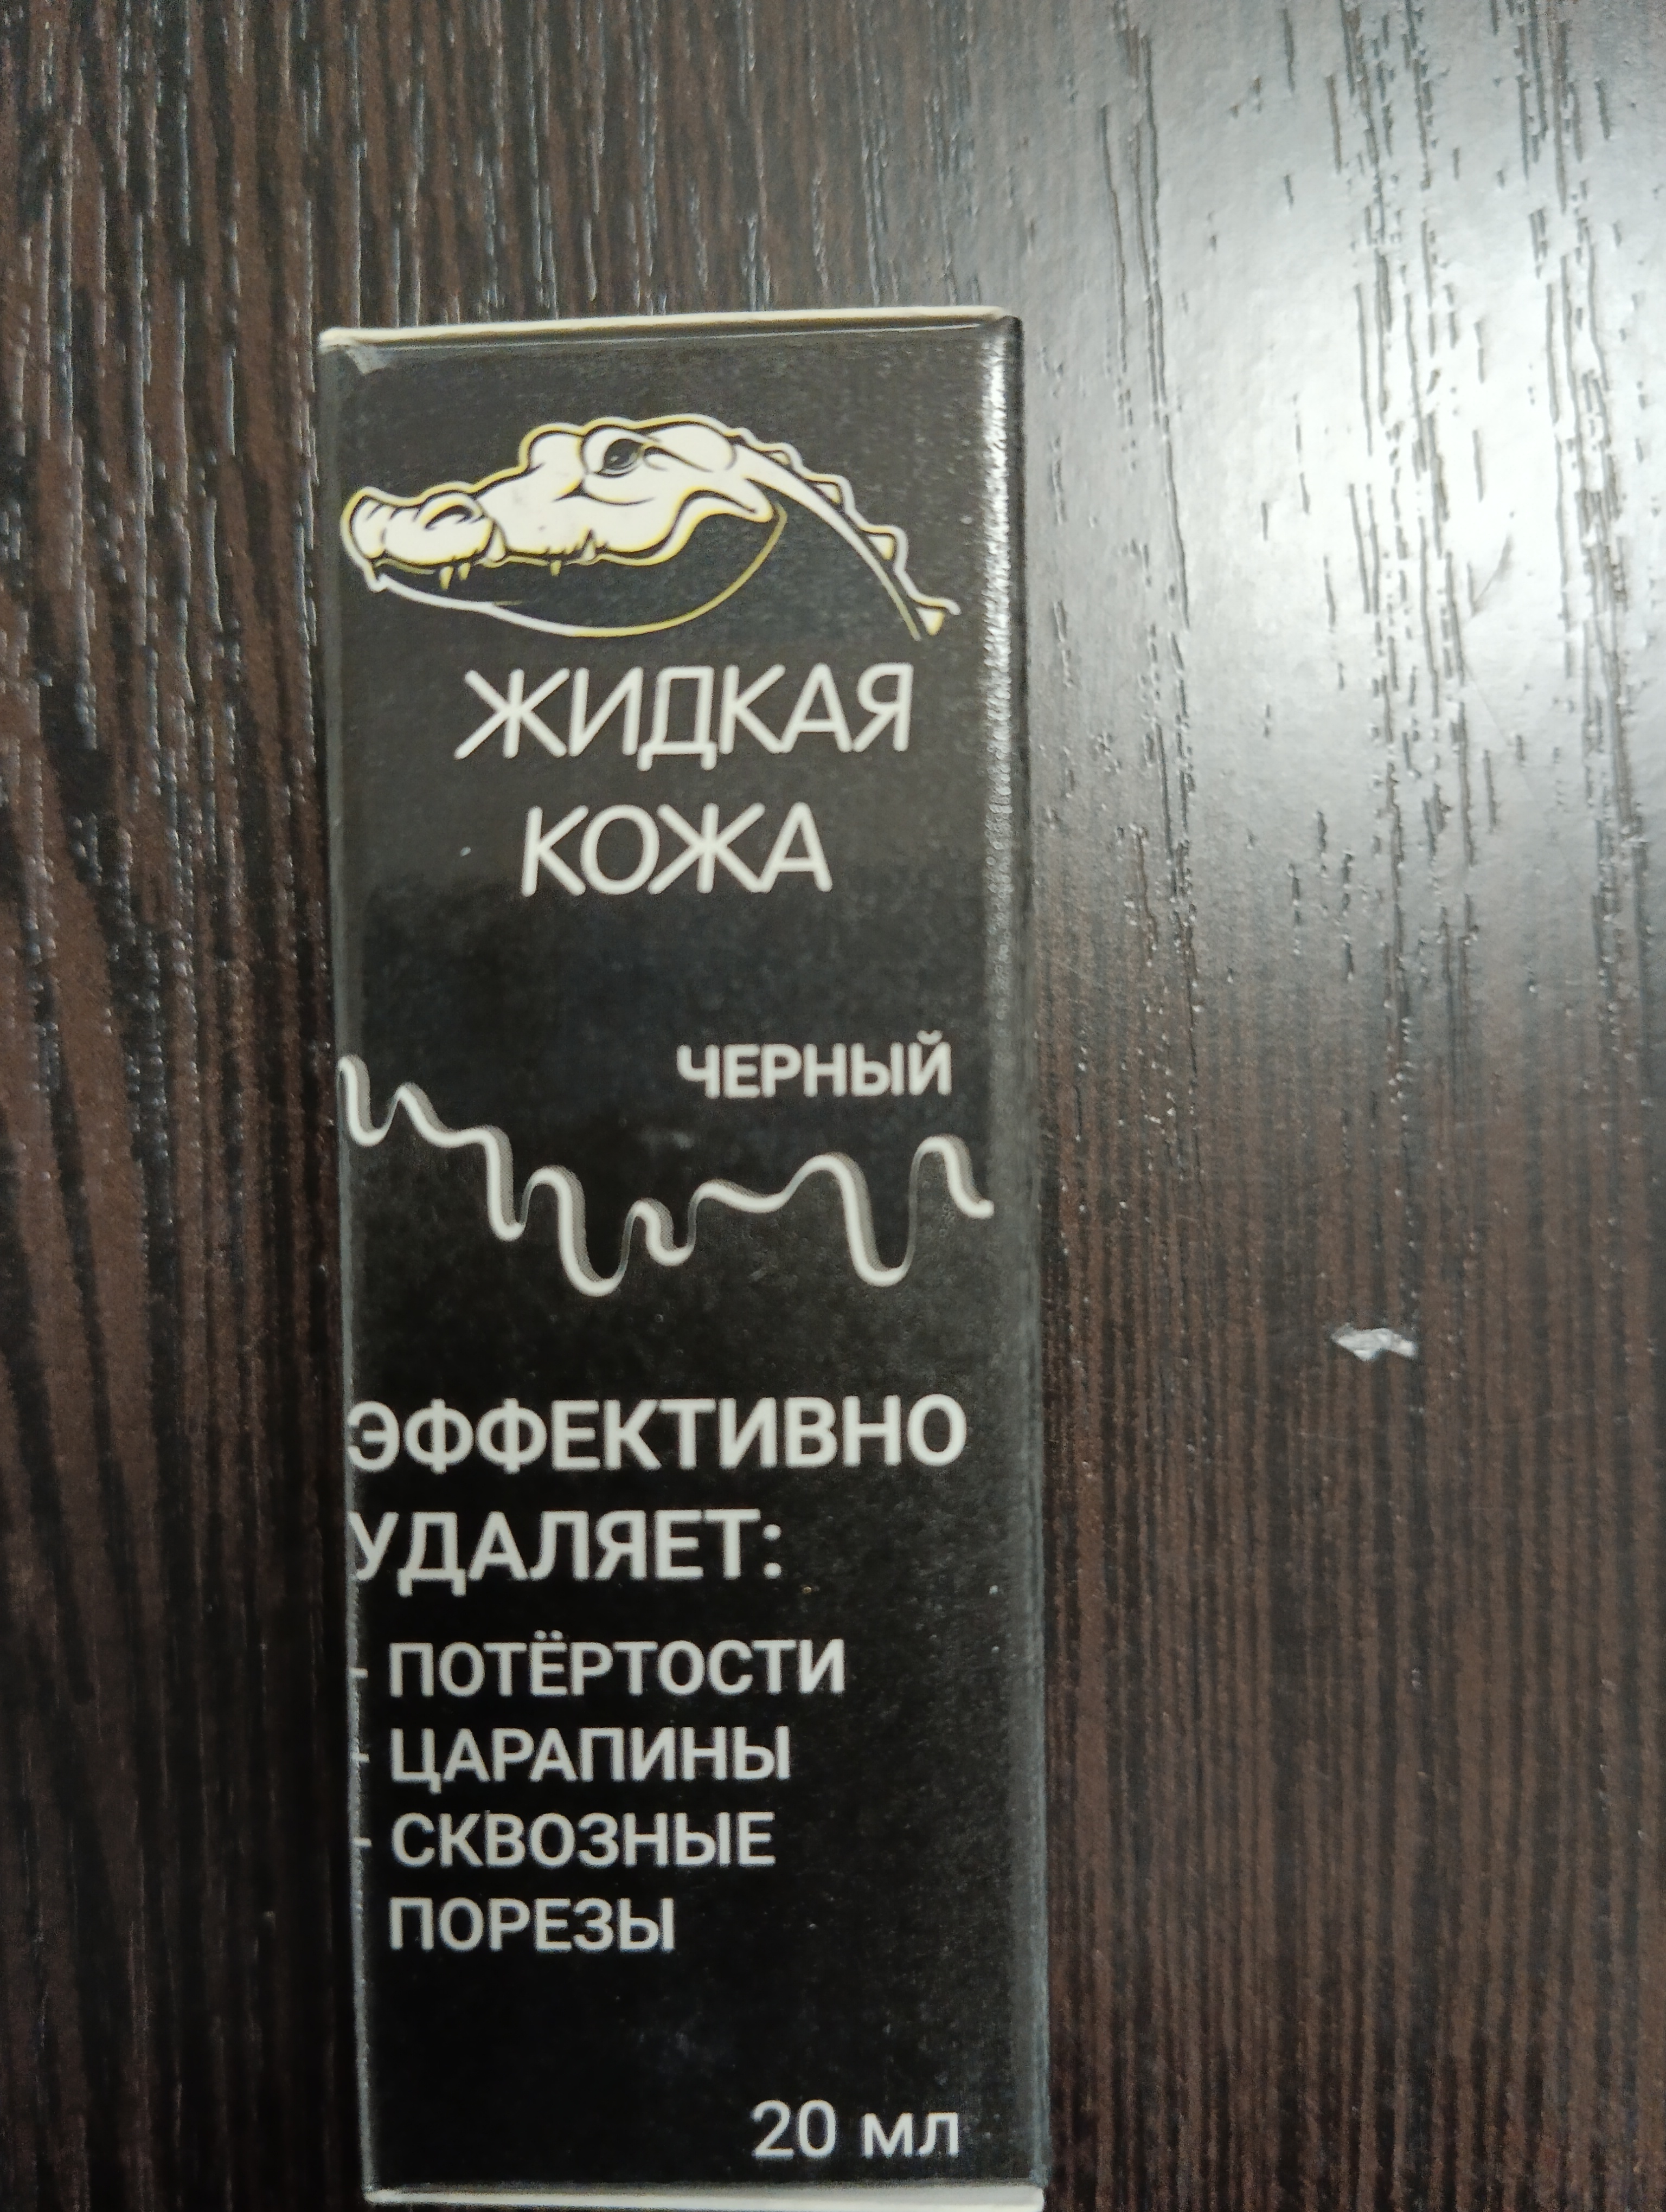 ЖИДКАЯ
КОЖА
ЧЕРНЫЙ
ЭФФЕКТИВНО
УДАЛЯЕТ:
- ПОТЁРТОСТИ
- ЦАРАПИНЫ
- СКВОЗНЫЕ
ПОРЕЗЫ
20 мл